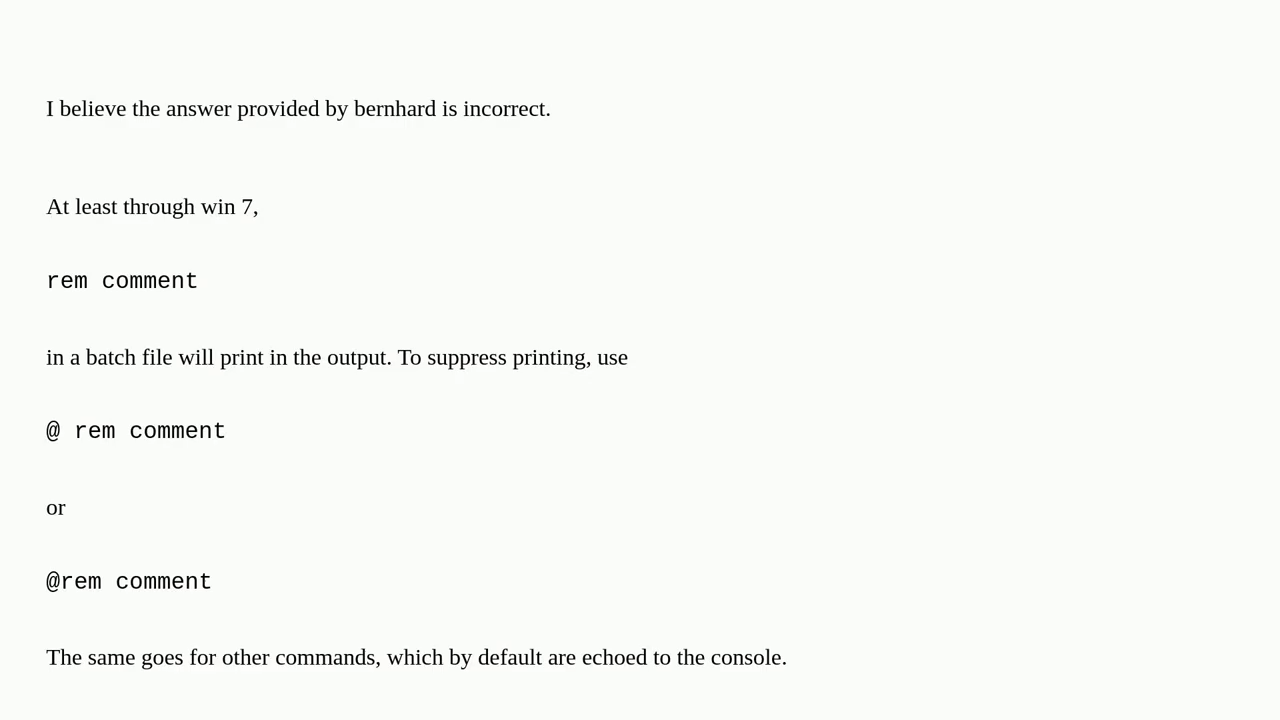 I believe the answer provided by bernhard is incorrect.
At least through win 7,
rem comment
in a batch file will print in the output. To suppress printing, use
@ rem comment
or
@rem comment
The same goes for other commands, which by default are echoed to the console.